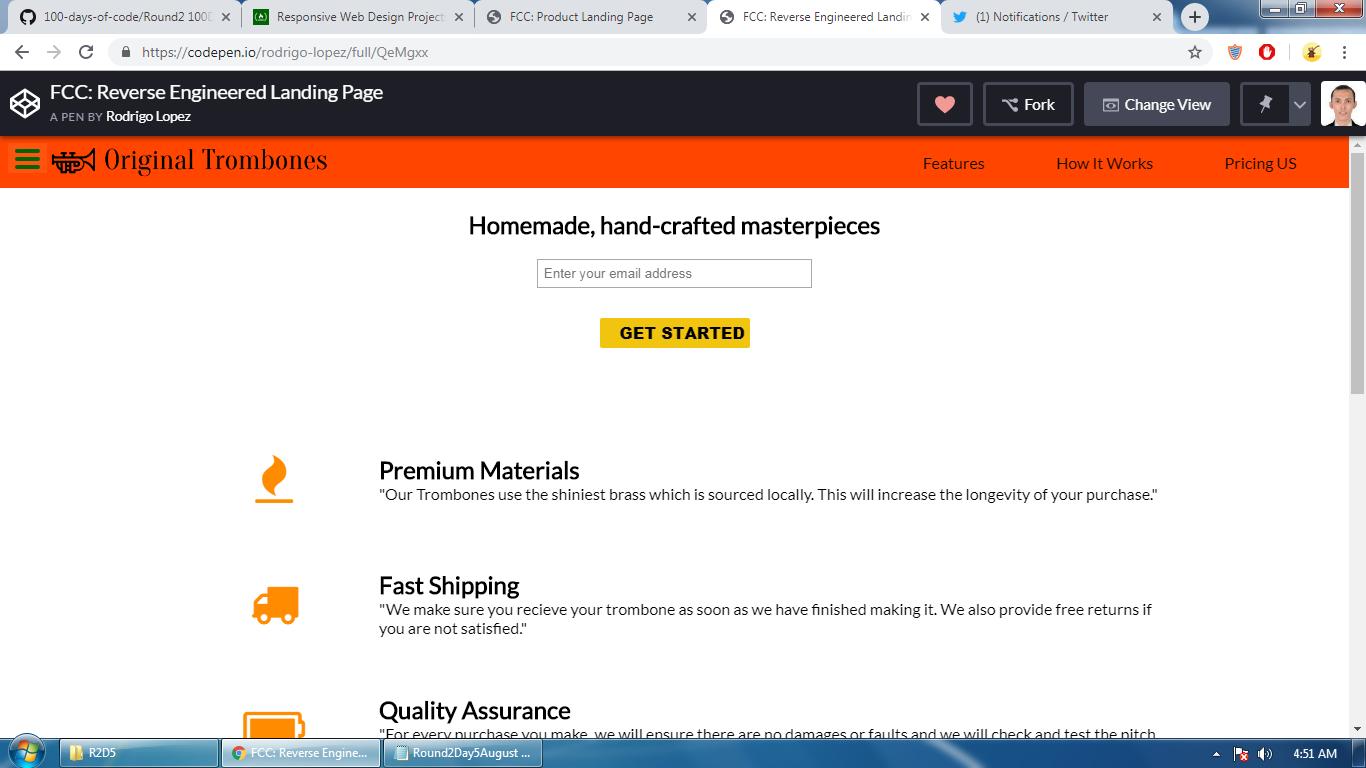 100-days-of-code/Round2 100D
Responsive Web Design Project
FCC: Product Landing Page
FCC: Reverse Engineered Landin
(1) Notifications / Twitter
https://codepen.io/rodrigo-lopez/full/QeMgxx
FCC: Reverse Engineered Landing Page
A PEN BY Rodrigo Lopez
Fork
Change View
Original Trombones
Features
How It Works
Pricing US
Homemade, hand-crafted masterpieces
Enter your email address
GET STARTED
Premium Materials
"Our Trombones use the shiniest brass which is sourced locally. This will increase the longevity of your purchase."
Fast Shipping
"We make sure you recieve your trombone as soon as we have finished making it. We also provide free returns if
you are not satisfied."
Quality Assurance
"For every purchase you make, we will ensure there are no damages or faults and we will check and test the pitch
R2D5
FCC: Reverse Engine...
Round2Day5August ...
4:51 AM